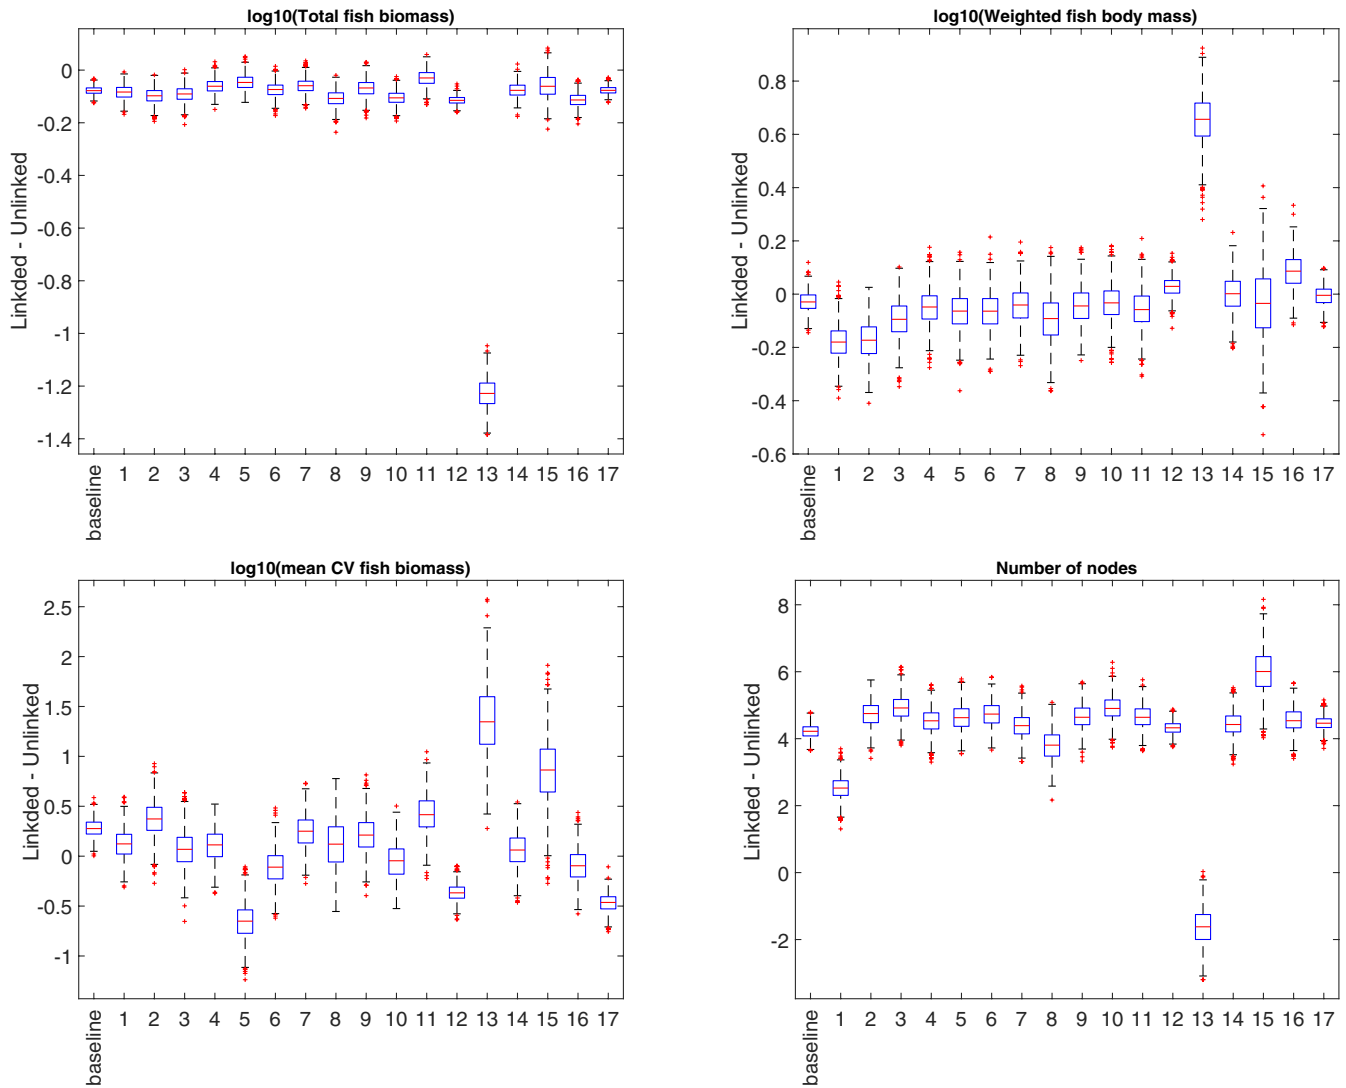 log10(Total fish biomass)
Linkded - Unlinked
0
-0.2
-0.4
-0.6
-0.8
-1
-1.2
-1.4
baseline 1 2 3 4 5 6 7 8 9 10 11 12 13 14 15 16 17
log10(Weighted fish body mass)
Linkded - Unlinked
0.8
0.6
0.4
0.2
0
-0.2
-0.4
-0.6
baseline 1 2 3 4 5 6 7 8 9 10 11 12 13 14 15 16 17
log10(mean CV fish biomass)
Linkded - Unlinked
2.5
2
1.5
1
0.5
0
-0.5
-1
baseline 1 2 3 4 5 6 7 8 9 10 11 12 13 14 15 16 17
Number of nodes
Linkded - Unlinked
8
6
4
2
0
-2
baseline 1 2 3 4 5 6 7 8 9 10 11 12 13 14 15 16 17